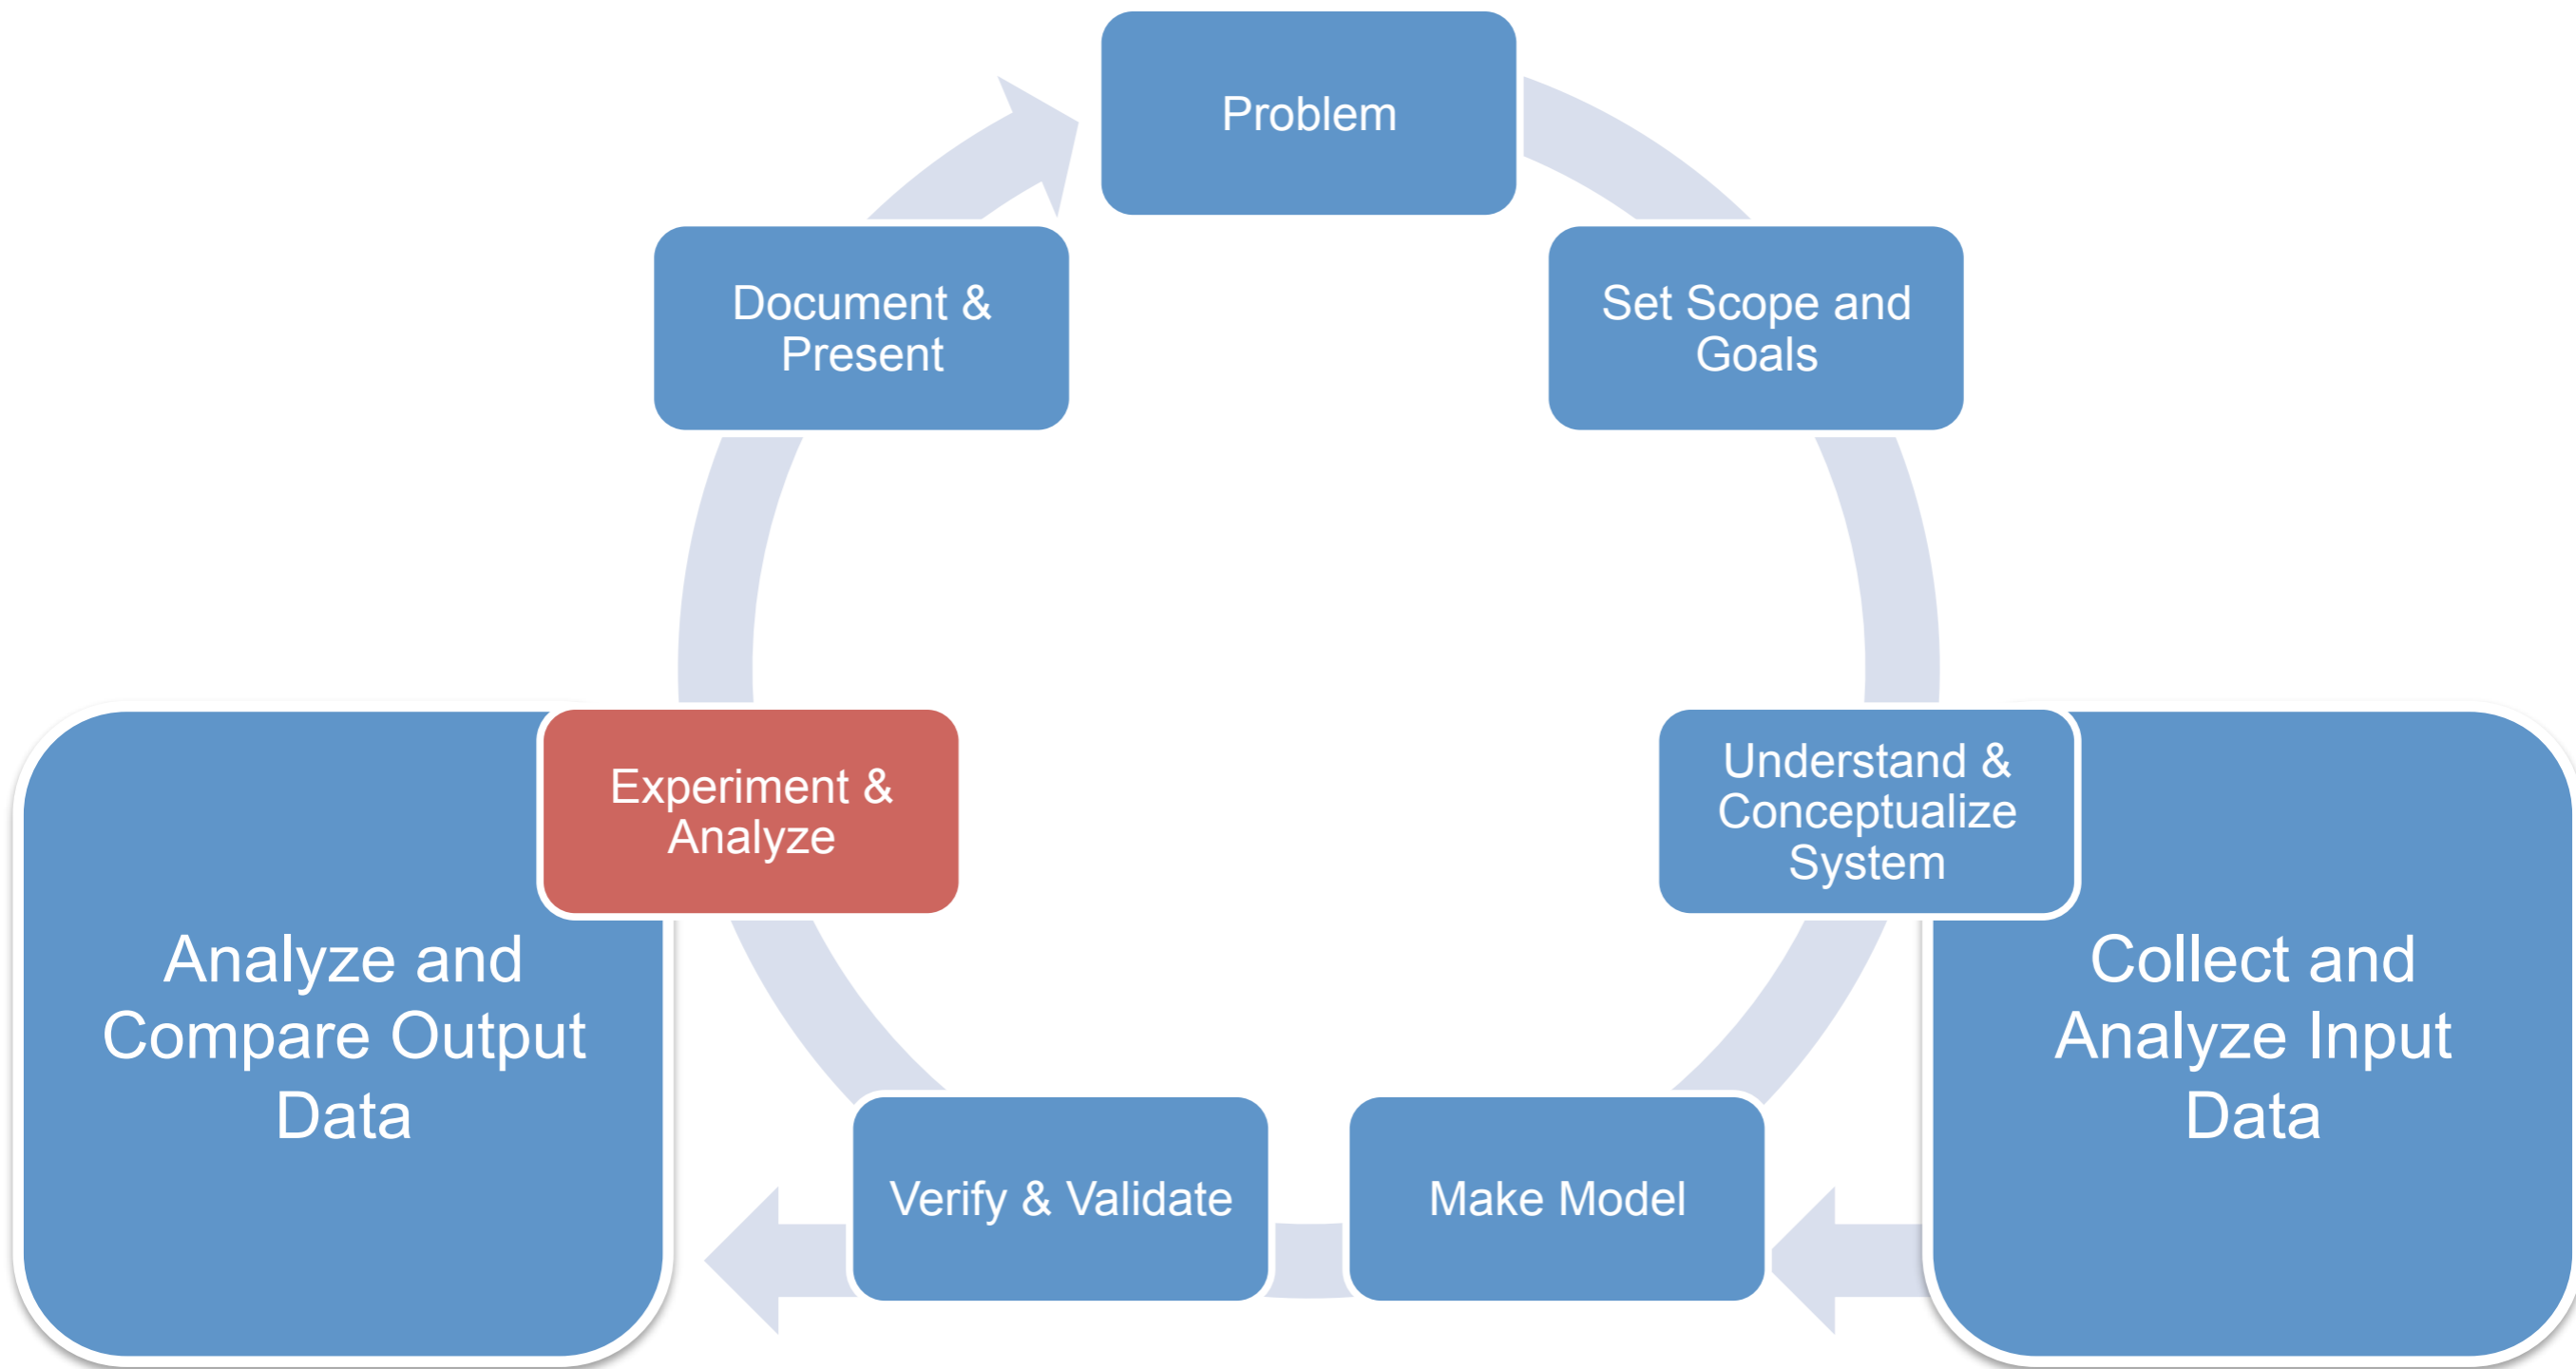 Problem
Set Scope and
Goals
Understand &
Conceptualize
System
Collect and
Analyze Input
Data
Make Model
Verify & Validate
Analyze and
Compare Output
Data
Experiment &
Analyze
Document &
Present